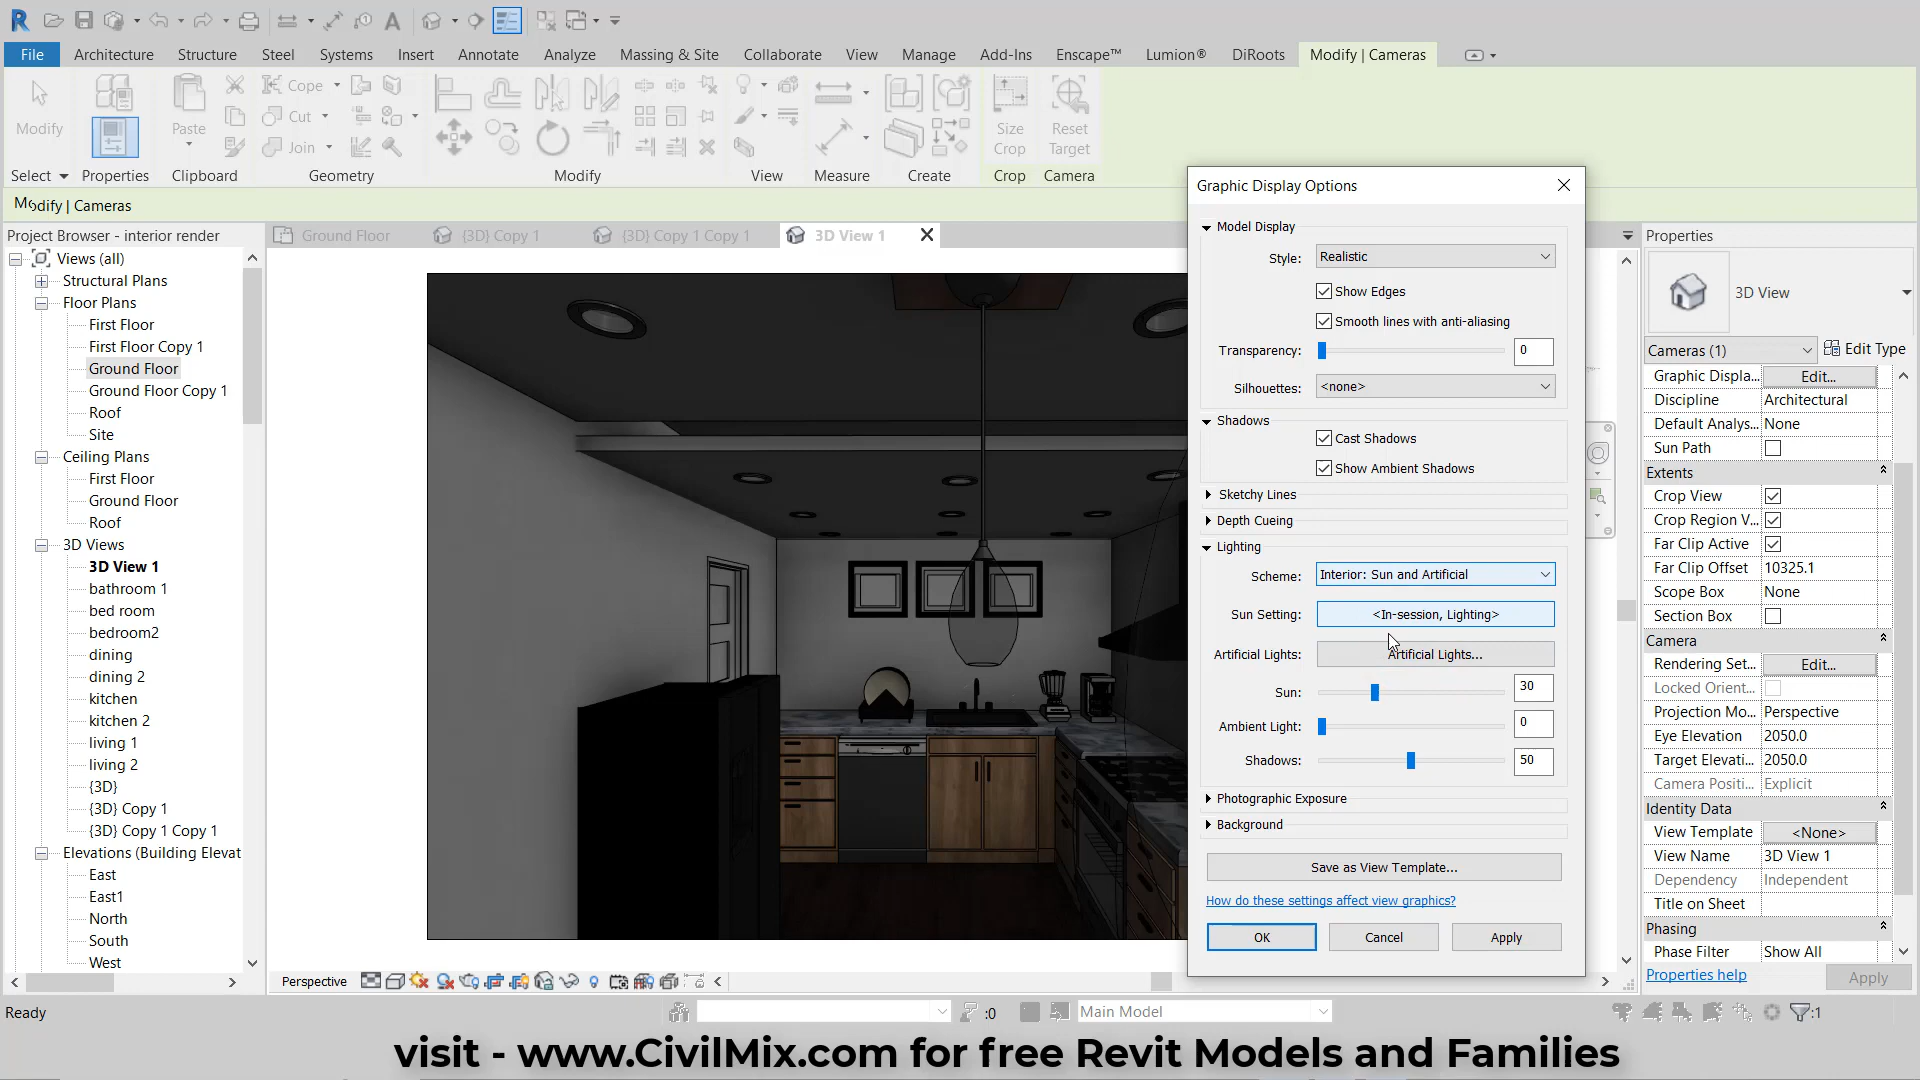 File Architecture Structure Steel Systems Insert Annotate Analyze Massing & Site Collaborate View Manage Add-Ins Enscape™ Lumion® DiRoots Modify | Cameras
Modify
Paste
Cope
Cut
Join
Size
Crop
Reset
Target
Select Properties Clipboard Geometry Modify View Measure Create Crop Camera
Modify | Cameras
Project Browser - interior render
Views (all)
Structural Plans
Floor Plans
First Floor
First Floor Copy 1
Ground Floor
Ground Floor Copy 1
Roof
Site
Ceiling Plans
First Floor
Ground Floor
Roof
3D Views
3D View 1
bathroom 1
bed room
bedroom2
dining
dining 2
kitchen
kitchen 2
living 1
living 2
{3D}
{3D} Copy 1
{3D} Copy 1 Copy 1
Elevations (Building Elevat
East
East1
North
South
West
Ground Floor {3D} Copy 1 {3D} Copy 1 Copy 1 3D View 1
Graphic Display Options
Model Display
Style: Realistic
Show Edges
Smooth lines with anti-aliasing
Transparency: 0
Silhouettes: <none>
Shadows
Cast Shadows
Show Ambient Shadows
Sketchy Lines
Depth Cueing
Lighting
Scheme: Interior: Sun and Artificial
Sun Setting: <In-session, Lighting>
Artificial Lights: Artificial Lights...
Sun: 30
Ambient Light: 0
Shadows: 50
Photographic Exposure
Background
Save as View Template...
How do these settings affect view graphics?
OK Cancel Apply
Properties
3D View
Cameras (1) Edit Type
Graphic Displa... Edit...
Discipline Architectural
Default Analys... None
Sun Path
Extents
Crop View
Crop Region V...
Far Clip Active
Far Clip Offset 10325.1
Scope Box None
Section Box
Camera
Rendering Set... Edit...
Locked Orient...
Projection Mo... Perspective
Eye Elevation 2050.0
Target Elevati... 2050.0
Camera Positi... Explicit
Identity Data
View Template <None>
View Name 3D View 1
Dependency Independent
Title on Sheet
Phasing
Phase Filter Show All
Properties help Apply
Perspective
Ready :0 Main Model :1
visit - www.CivilMix.com for free Revit Models and Families